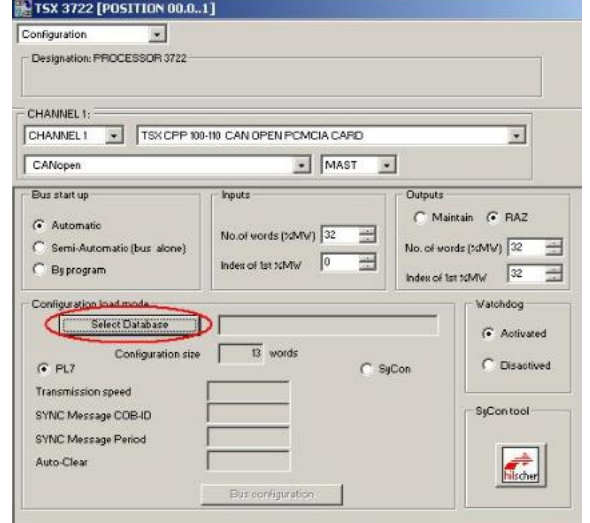 TSX 3722 [POSITION 00.0..1]
Configuration
Designation: PROCESSOR 3722
CHANNEL 1:
CHANNEL 1 TSX CPP 100-110 CAN OPEN PCMCIA CARD
CANopen MAST
Bus start up
Automatic
Semi-Automatic (bus alone)
By program
Inputs
No.of words (%MW) 32
Index of 1st %MW 0
Outputs
Maintain RAZ
No. of words (%MW) 32
Index of 1st %MW 32
Configuration load mode
Select Database
Configuration size 13 words
PL7 SyCon
Transmission speed
SYNC Message COB-ID
SYNC Message Period
Auto-Clear
Bus configuration
Watchdog
Activated
Disactived
SyCon tool
hilscher